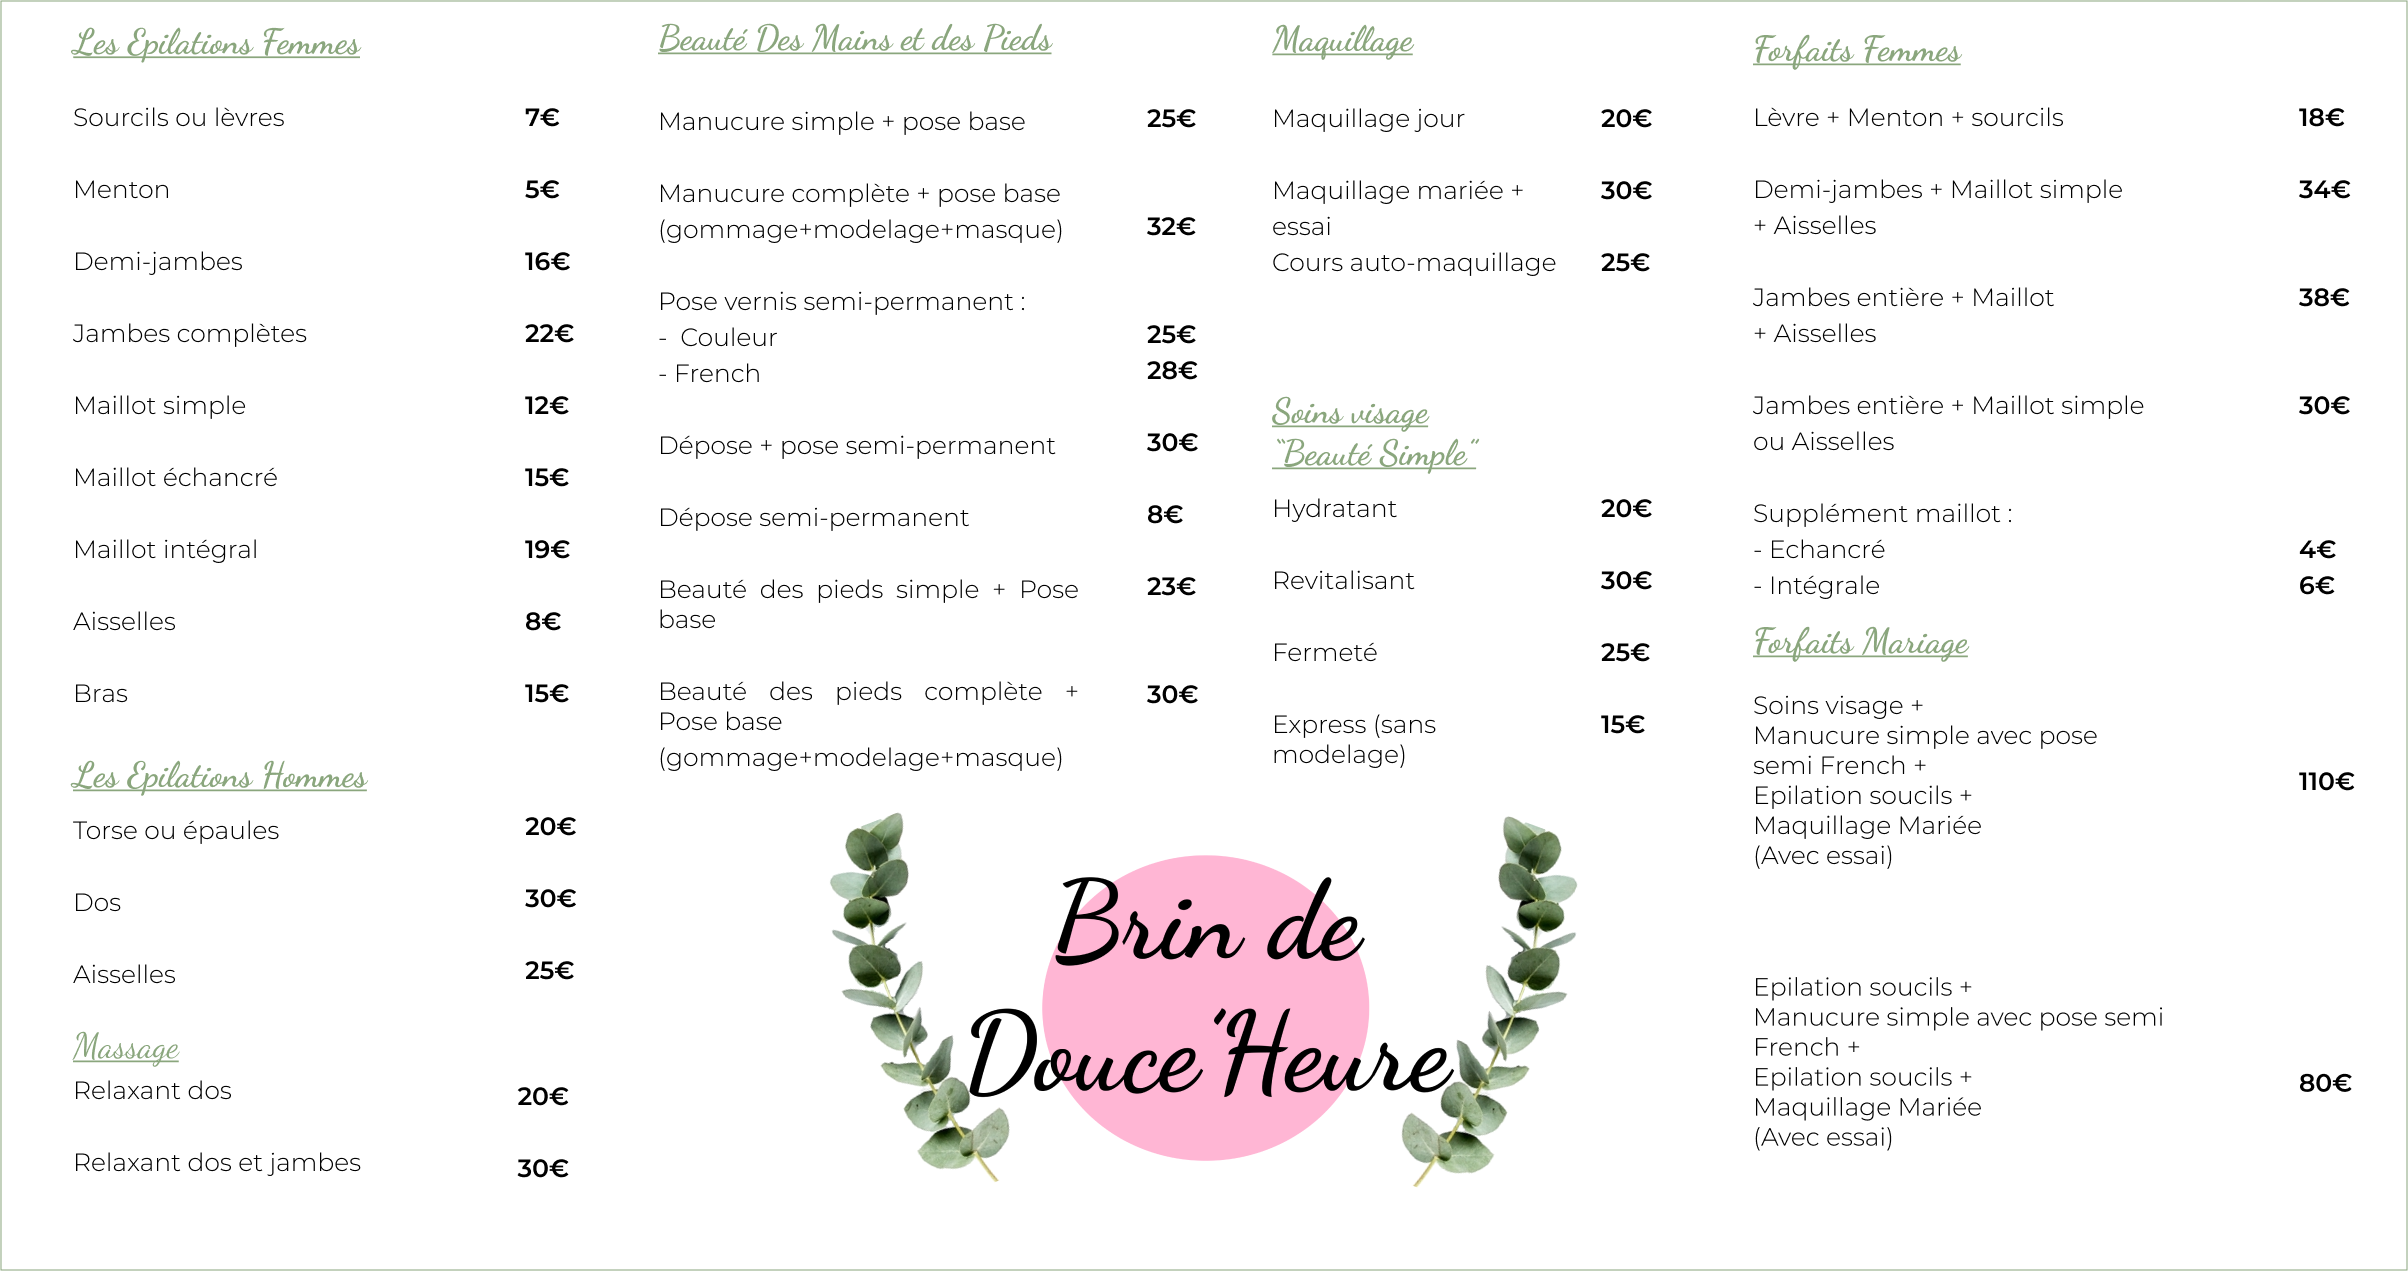 Les Epilations Femmes
Sourcils ou lèvres 7€
Menton 5€
Demi-jambes 16€
Jambes complètes 22€
Maillot simple 12€
Maillot échancré 15€
Maillot intégral 19€
Aisselles 8€
Bras 15€
Les Epilations Hommes
Torse ou épaules 20€
Dos 30€
Aisselles 25€
Massage
Relaxant dos 20€
Relaxant dos et jambes 30€
Beauté Des Mains et des Pieds
Manucure simple + pose base 25€
Manucure complète + pose base
(gommage+modelage+masque) 32€
Pose vernis semi-permanent :
- Couleur 25€
- French 28€
Dépose + pose semi-permanent 30€
Dépose semi-permanent 8€
Beauté des pieds simple + Pose 23€
base
Beauté des pieds complète + 30€
Pose base
(gommage+modelage+masque)
Maquillage
Maquillage jour 20€
Maquillage mariée + 30€
essai
Cours auto-maquillage 25€
Soins visage
“Beauté Simple”
Hydratant 20€
Revitalisant 30€
Fermeté 25€
Express (sans 15€
modelage)
Brin de
Douce'Heure
Forfaits Femmes
Lèvre + Menton + sourcils 18€
Demi-jambes + Maillot simple 34€
+ Aisselles
Jambes entière + Maillot 38€
+ Aisselles
Jambes entière + Maillot simple 30€
ou Aisselles
Supplément maillot :
- Echancré 4€
- Intégrale 6€
Forfaits Mariage
Soins visage +
Manucure simple avec pose
semi French +
110€
Epilation soucils +
Maquillage Mariée
(Avec essai)
Epilation soucils +
Manucure simple avec pose semi
French +
Epilation soucils + 80€
Maquillage Mariée
(Avec essai)